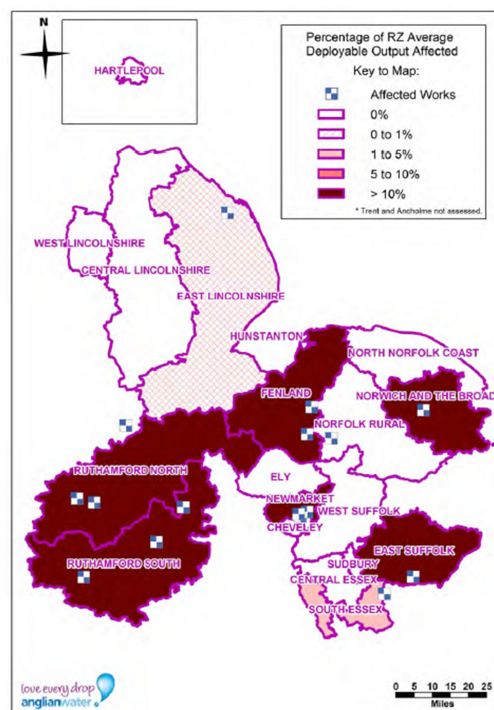 Percentage of RZ Average
Deployable Output Affected
Key to Map:
Affected Works
0%
0 to 1%
1 to 5%
5 to 10%
> 10%
* Trent and Ancholme not assessed.
HARTLEPOOL
WEST LINCOLNSHIRE
CENTRAL LINCOLNSHIRE
EAST LINCOLNSHIRE
HUNSTANTON
NORTH NORFOLK COAST
FENLAND
NORWICH AND THE BROAD
NORFOLK RURAL
RUTHAMFORD NORTH
ELY
NEWMARKET
WEST SUFFOLK
CHEVELEY
RUTHAMFORD SOUTH
EAST SUFFOLK
SUDBURY
CENTRAL ESSEX
SOUTH ESSEX
love every drop
anglianwater
0 5 10 15 20 25
Miles